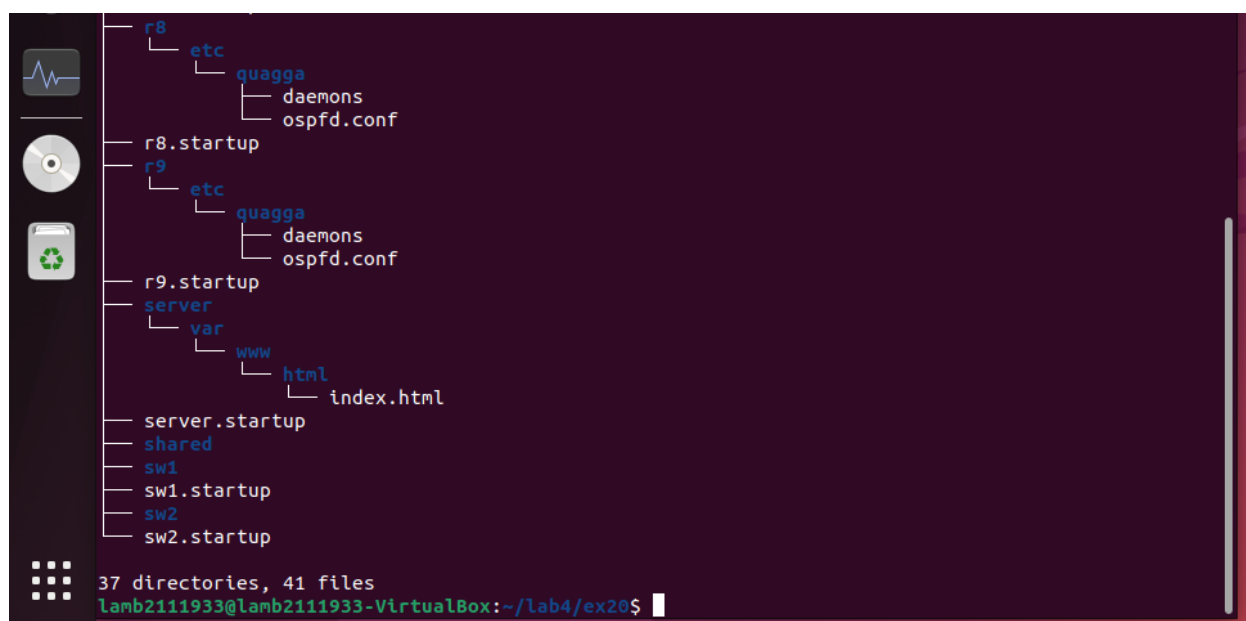 r8
etc
quagga
daemons
ospfd.conf
r8.startup
r9
etc
quagga
daemons
ospfd.conf
r9.startup
server
var
www
html
index.html
server.startup
shared
sw1
sw1.startup
sw2
sw2.startup
37 directories, 41 files
lamb2111933@lamb2111933-VirtualBox:~/lab4/ex20$